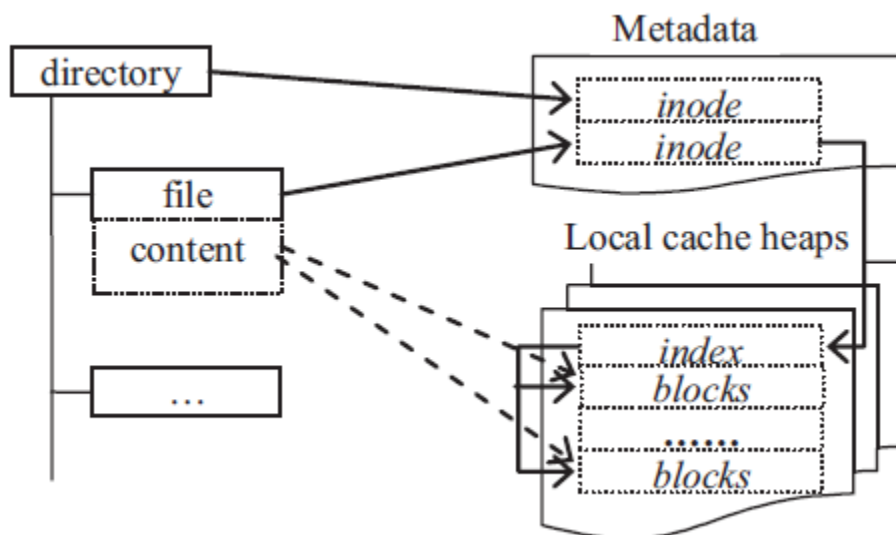 Metadata
directory
inode
inode
file
content
Local cache heaps
index
blocks
...
......
blocks